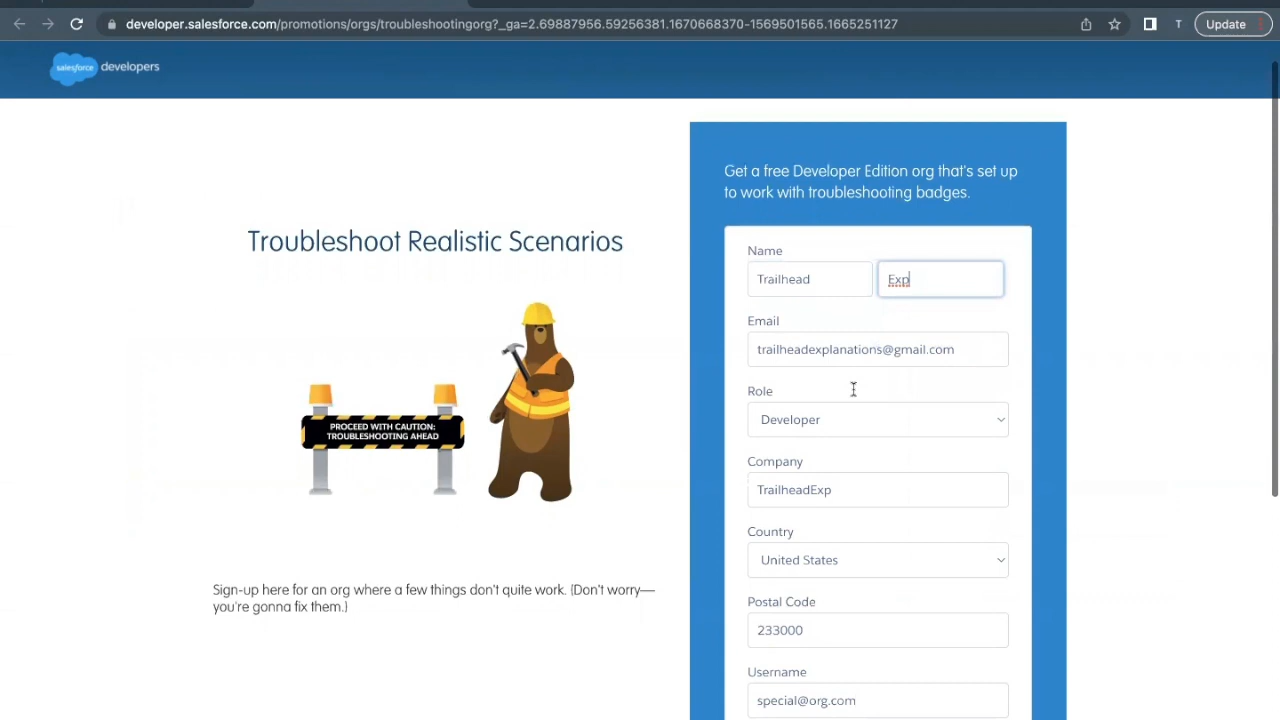 developer.salesforce.com/promotions/orgs/troubleshootingorg?_ga=2.69887956.59256381.1670668370-1569501565.1665251127
T
Update
salesforce developers
Get a free Developer Edition org that's set up
to work with troubleshooting badges.
Troubleshoot Realistic Scenarios
PROCEED WITH CAUTION:
TROUBLESHOOTING AHEAD
Sign-up here for an org where a few things don't quite work. (Don't worry—
you're gonna fix them.)
Name
Trailhead
Exp
Email
trailheadexplanations@gmail.com
Role
Developer
Company
TrailheadExp
Country
United States
Postal Code
233000
Username
special@org.com